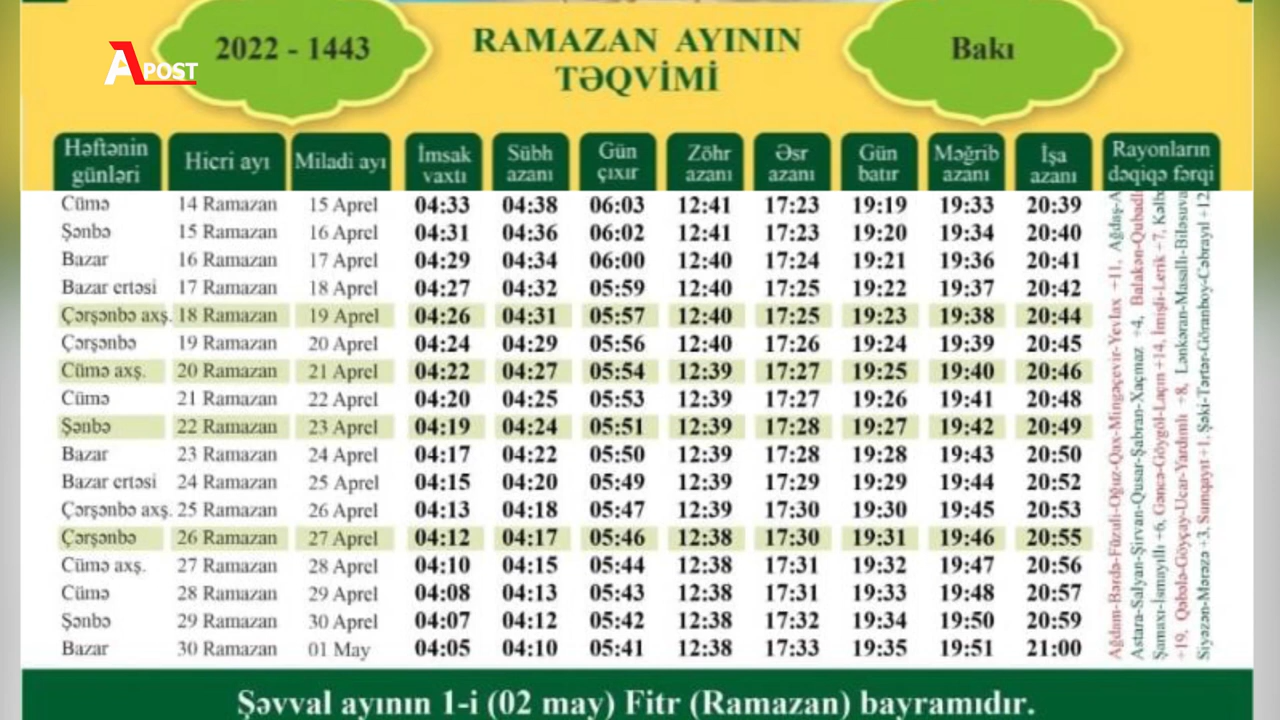 APOST
2022 - 1443
RAMAZAN AYININ
TƏQVİMİ
Bakı
Həftənin günləri Hicri ayı Miladi ayı İmsak vaxtı Sübh azanı Gün çıxır Zöhr azanı Əsr azanı Gün batır Məğrib azanı İşa azanı Rayonların dəqiqə fərqi
Cümə 14 Ramazan 15 Aprel 04:33 04:38 06:03 12:41 17:23 19:19 19:33 20:39
Şənbə 15 Ramazan 16 Aprel 04:31 04:36 06:02 12:41 17:23 19:20 19:34 20:40
Bazar 16 Ramazan 17 Aprel 04:29 04:34 06:00 12:40 17:24 19:21 19:36 20:41
Bazar ertəsi 17 Ramazan 18 Aprel 04:27 04:32 05:59 12:40 17:25 19:22 19:37 20:42
Çərşənbə axş. 18 Ramazan 19 Aprel 04:26 04:31 05:57 12:40 17:25 19:23 19:38 20:44
Çərşənbə 19 Ramazan 20 Aprel 04:24 04:29 05:56 12:40 17:26 19:24 19:39 20:45
Cümə axş. 20 Ramazan 21 Aprel 04:22 04:27 05:54 12:39 17:27 19:25 19:40 20:46
Cümə 21 Ramazan 22 Aprel 04:20 04:25 05:53 12:39 17:27 19:26 19:41 20:48
Şənbə 22 Ramazan 23 Aprel 04:19 04:24 05:51 12:39 17:28 19:27 19:42 20:49
Bazar 23 Ramazan 24 Aprel 04:17 04:22 05:50 12:39 17:28 19:28 19:43 20:50
Bazar ertəsi 24 Ramazan 25 Aprel 04:15 04:20 05:49 12:39 17:29 19:29 19:44 20:52
Çərşənbə axş. 25 Ramazan 26 Aprel 04:13 04:18 05:47 12:39 17:30 19:30 19:45 20:53
Çərşənbə 26 Ramazan 27 Aprel 04:12 04:17 05:46 12:38 17:30 19:31 19:46 20:55
Cümə axş. 27 Ramazan 28 Aprel 04:10 04:15 05:44 12:38 17:31 19:32 19:47 20:56
Cümə 28 Ramazan 29 Aprel 04:08 04:13 05:43 12:38 17:31 19:33 19:48 20:57
Şənbə 29 Ramazan 30 Aprel 04:07 04:12 05:42 12:38 17:32 19:34 19:50 20:59
Bazar 30 Ramazan 01 May 04:05 04:10 05:41 12:38 17:33 19:35 19:51 21:00
Ağdam-Bərdə-Füzuli-Oğuz-Qax-Mingəçevir-Yevlax +11, Ağdaş-A
Astara-Salyan-Şirvan-Qusar-Şabran-Xaçmaz +4, Balakən-Qubadl
Şamaxı-İsmayıllı +6, Gəncə-Göygöl-Laçın +14, İmişli-Lerik +7, Kəlb
+19, Qəbələ-Göyçay-Ucar-Yardımlı +8, Lənkəran-Masallı-Biləsuva
Siyəzən-Mərəzə +3, Sumqayıt +1, Şəki-Tərtər-Goranboy-Cəbrayıl +12,
Şəvval ayının 1-i (02 may) Fitr (Ramazan) bayramıdır.